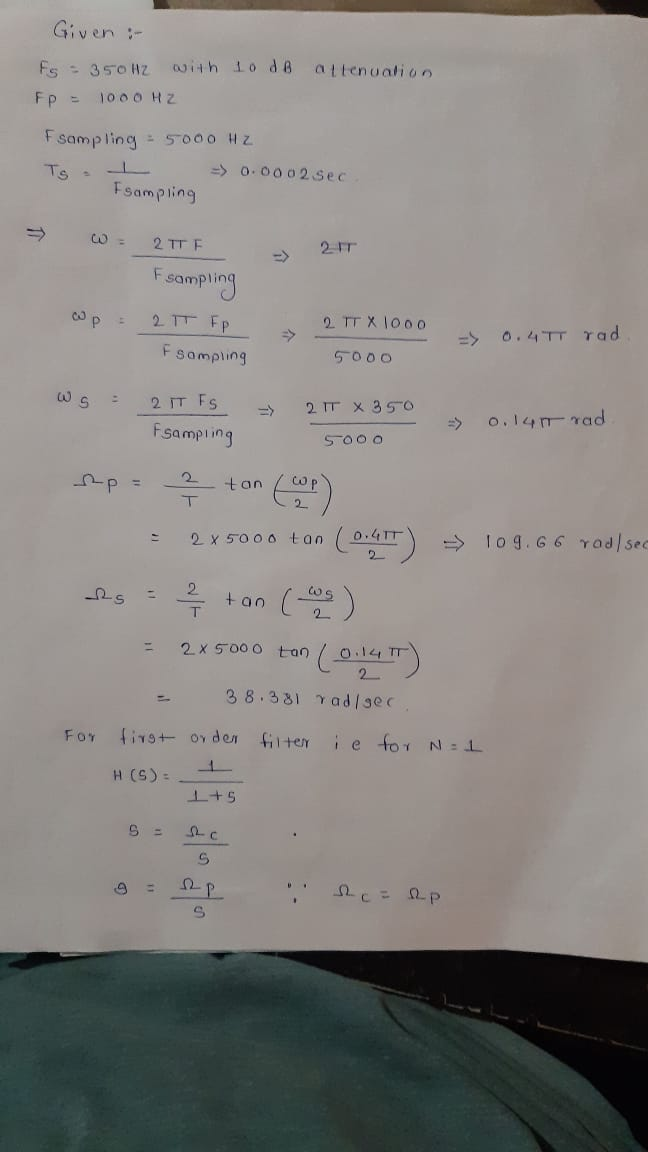 Given :-
Fs = 350 HZ with 10 dB attenuation
Fp = 1000 HZ
Fsampling = 5000 HZ
Ts = 1/Fsampling => 0.0002 sec.
=> ω = 2πF/Fsampling => 2π
ωp = 2π Fp/Fsampling => 2π X 1000/5000 => 0.4π rad.
ωs = 2π Fs/Fsampling => 2π X 350/5000 => 0.14π rad.
Ωp = 2/T tan (ωp/2)
= 2 x 5000 tan (0.4π/2) => 109.66 rad/sec
Ωs = 2/T tan (ωs/2)
= 2 x 5000 tan (0.14π/2)
= 38.381 rad/sec.
For first order filter i e for N = 1
H(S) = 1/1+S
S = Ωc/S
S = Ωp/S ∵ Ωc = Ωp